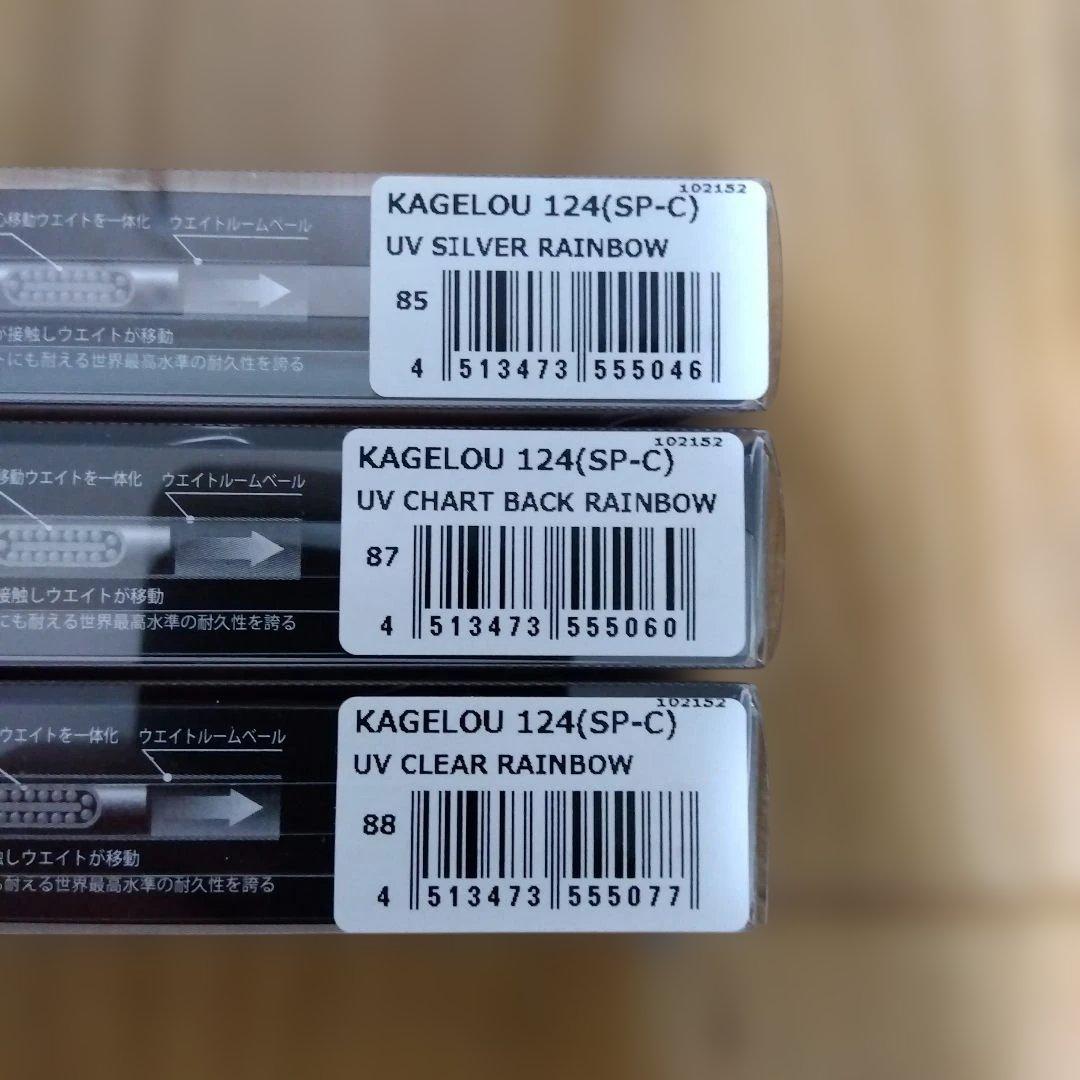 移動ウエイトを一体化 ウエイトルームベール
接触しウエイトが移動
にも耐える世界最高水準の耐久性を誇る
102152
KAGELOU 124(SP-C)
UV SILVER RAINBOW
85
4 513473 555046
移動ウエイトを一体化 ウエイトルームベール
接触しウエイトが移動
にも耐える世界最高水準の耐久性を誇る
102152
KAGELOU 124(SP-C)
UV CHART BACK RAINBOW
87
4 513473 555060
ウエイトを一体化 ウエイトルームベール
触しウエイトが移動
耐える世界最高水準の耐久性を誇る
102152
KAGELOU 124(SP-C)
UV CLEAR RAINBOW
88
4 513473 555077